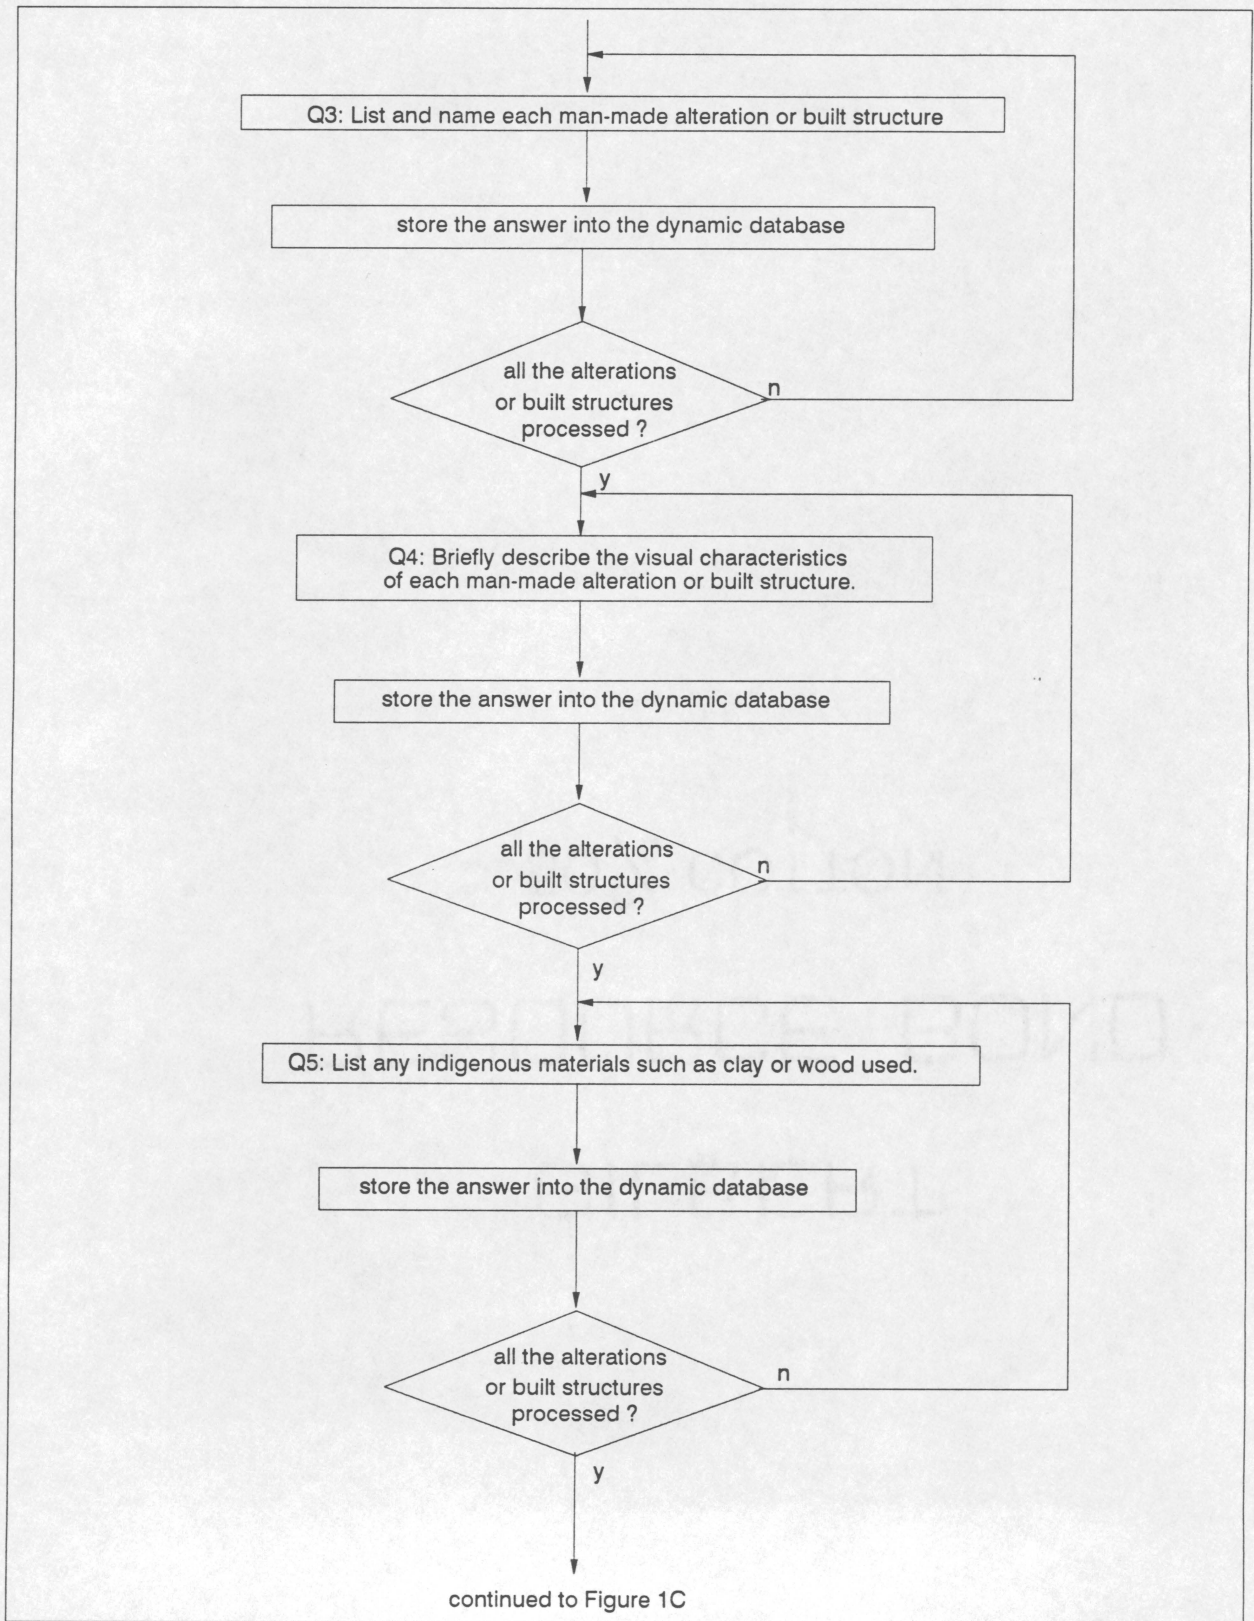 Q3: List and name each man-made alteration or built structure
store the answer into the dynamic database
all the alterations
or built structures
processed ?
n
y
Q4: Briefly describe the visual characteristics
of each man-made alteration or built structure.
store the answer into the dynamic database
all the alterations
or built structures
processed ?
n
y
Q5: List any indigenous materials such as clay or wood used.
store the answer into the dynamic database
all the alterations
or built structures
processed ?
n
y
continued to Figure 1C